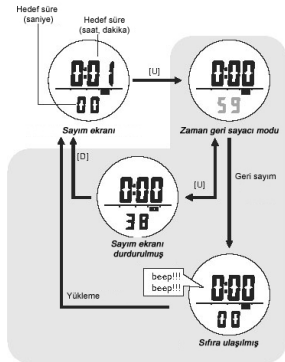 Hedef süre
(saniye)
Hedef süre
(saat, dakika)
0:01
00
Sayım ekranı
[U]
0:00
59
Zaman geri sayacı modu
[D]
0:00
38
Sayım ekranı
durdurulmuş
[U]
Geri sayım
beep!!!
beep!!!
0:00
00
Sıfıra ulaşılmış
Yükleme